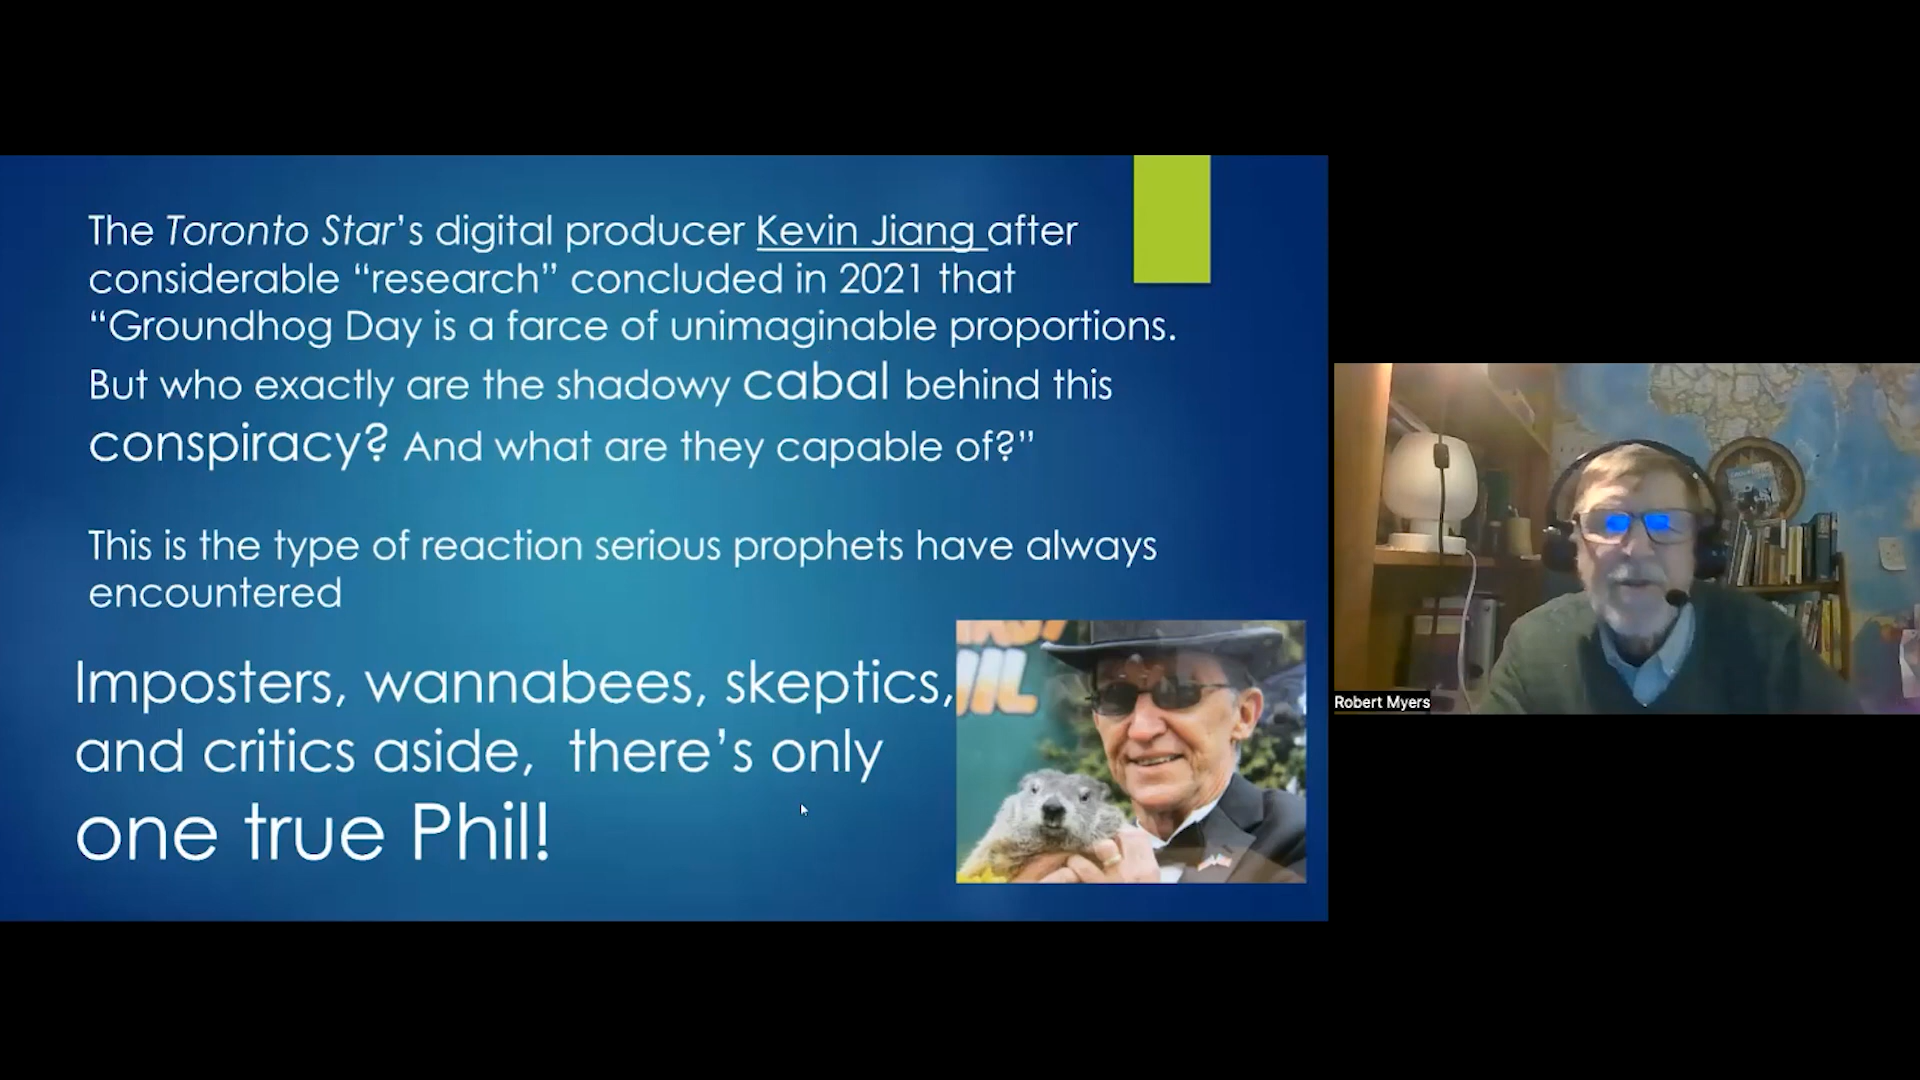 The Toronto Star’s digital producer Kevin Jiang after
considerable “research” concluded in 2021 that
“Groundhog Day is a farce of unimaginable proportions.
But who exactly are the shadowy cabal behind this
conspiracy? And what are they capable of?”
This is the type of reaction serious prophets have always
encountered
Imposters, wannabees, skeptics,
and critics aside, there’s only
one true Phil!
Robert Myers